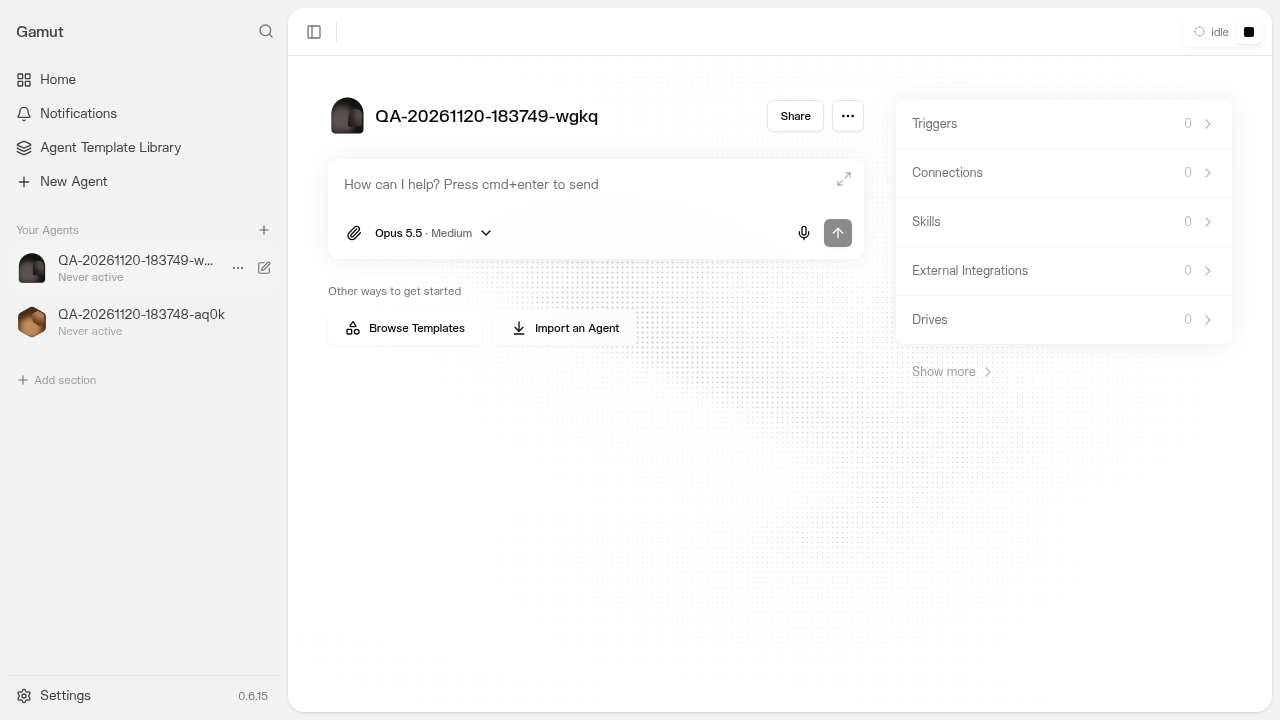 Gamut
Home
Notifications
Agent Template Library
New Agent
Your Agents
QA-20261120-183749-w...
Never active
QA-20261120-183748-aq0k
Never active
Add section
Settings
0.6.15
idle
QA-20261120-183749-wgkq
Share
How can I help? Press cmd+enter to send
Opus 5.5 · Medium
Other ways to get started
Browse Templates
Import an Agent
Triggers 0
Connections 0
Skills 0
External Integrations 0
Drives 0
Show more